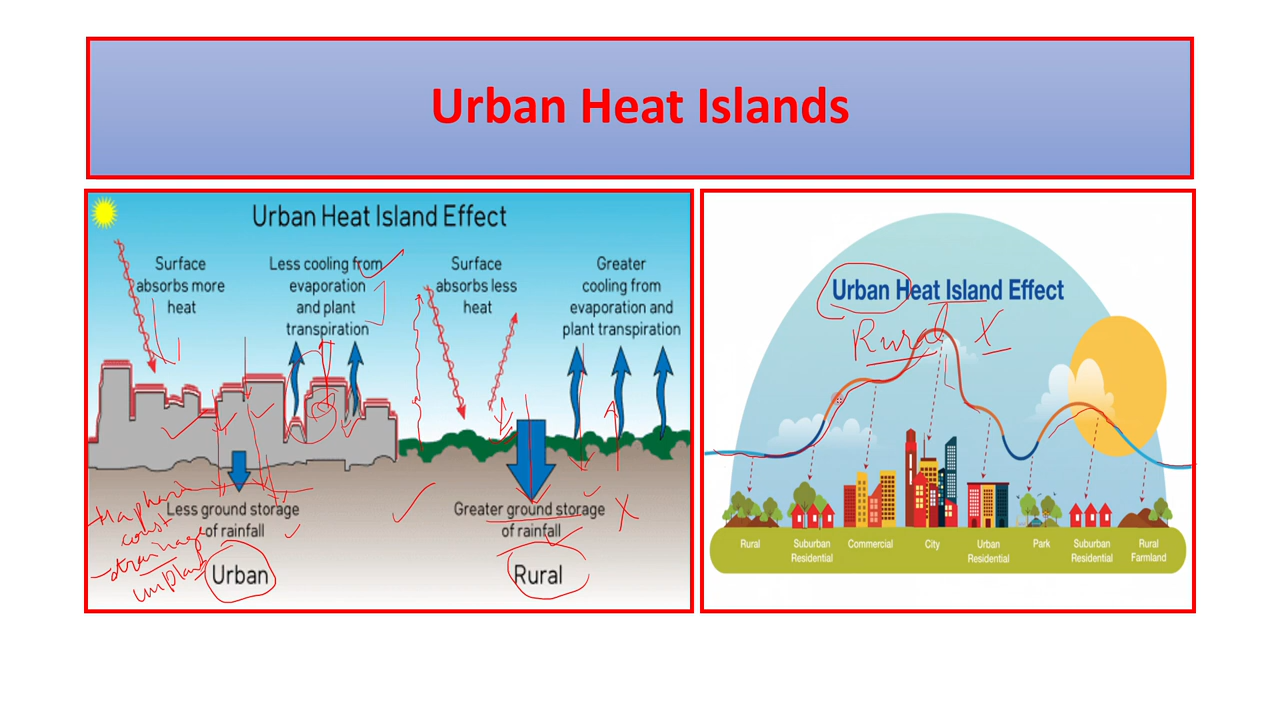 Urban Heat Islands
Urban Heat Island Effect
Surface
absorbs more
heat
Less cooling from
evaporation
and plant
transpiration
Surface
absorbs less
heat
Greater
cooling from
evaporation and
plant transpiration
Less ground storage
of rainfall
Greater ground storage
of rainfall
X
const
drainage
Urban
Rural
Urban Heat Island Effect
Rural X
Rural
Suburban
Residential
Commercial
City
Urban
Residential
Park
Suburban
Residential
Rural
Farmland